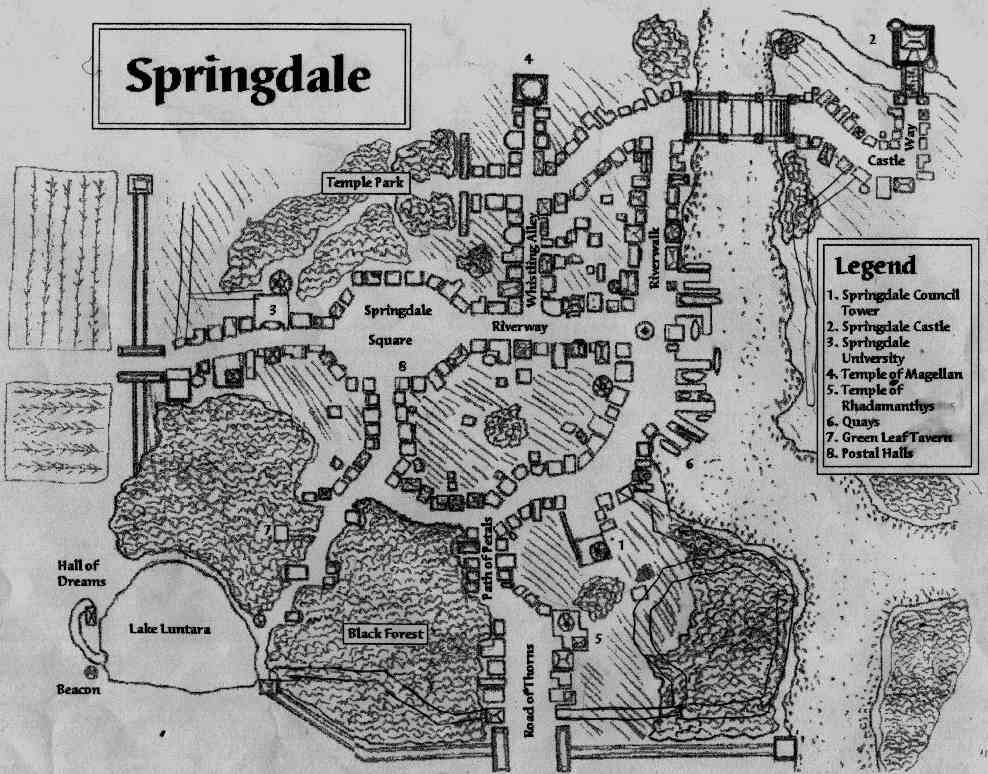 Springdale
4
2
Castle
Way
Temple Park
Whistling Alley
Riverwalk
Legend
1. Springdale Council
Tower
2. Springdale Castle
3. Springdale
University
4. Temple of Magellan
5. Temple of
Rhadamanthys
6. Quays
7. Green Leaf Tavern
8. Postal Halls
3
Springdale
Square
Riverway
8
6
7
Path of Petals
1
Hall of
Dreams
Lake Luntara
Black Forest
5
Beacon
Road of Thorns